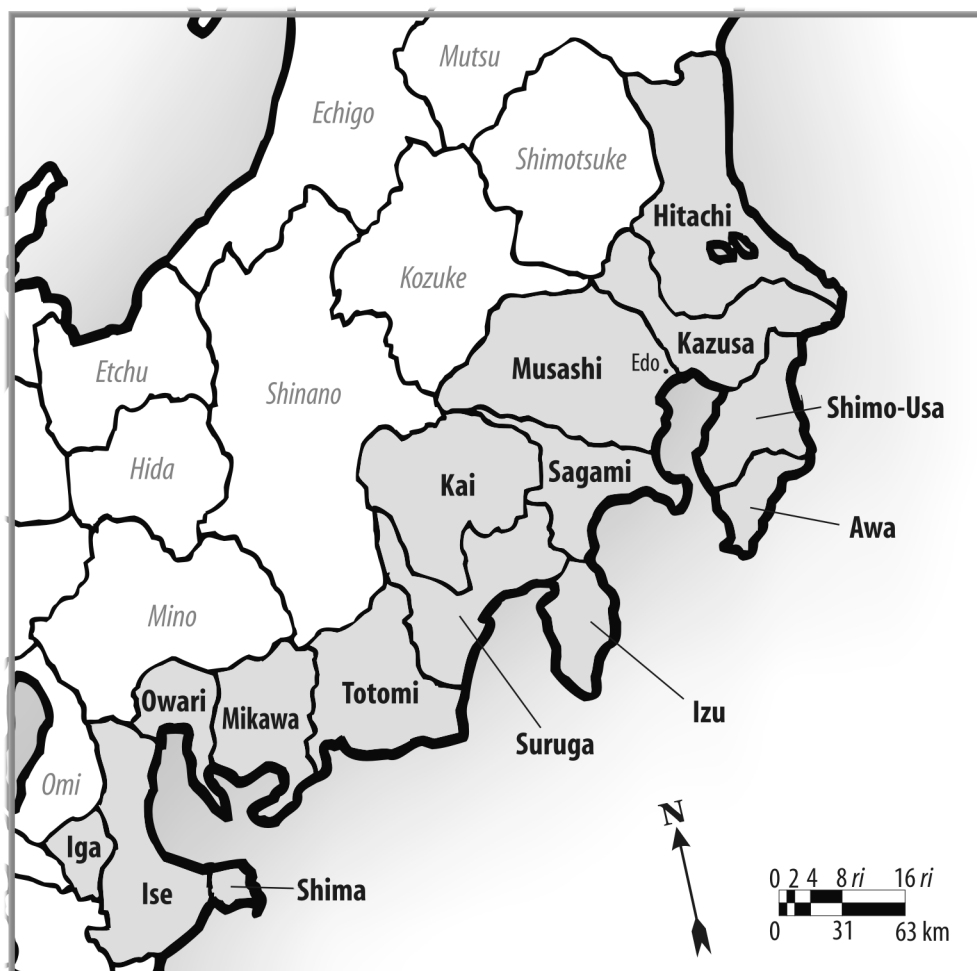 Mutsu
Echigo
Shimotsuke
Hitachi
Kozuke
Kazusa
Musashi
Edo
Etchu
Shinano
Shimo-Usa
Hida
Kai
Sagami
Awa
Mino
Owari
Mikawa
Totomi
Izu
Suruga
Omi
N
Iga
Ise
Shima
0 2 4 8 ri 16 ri
0 31 63 km